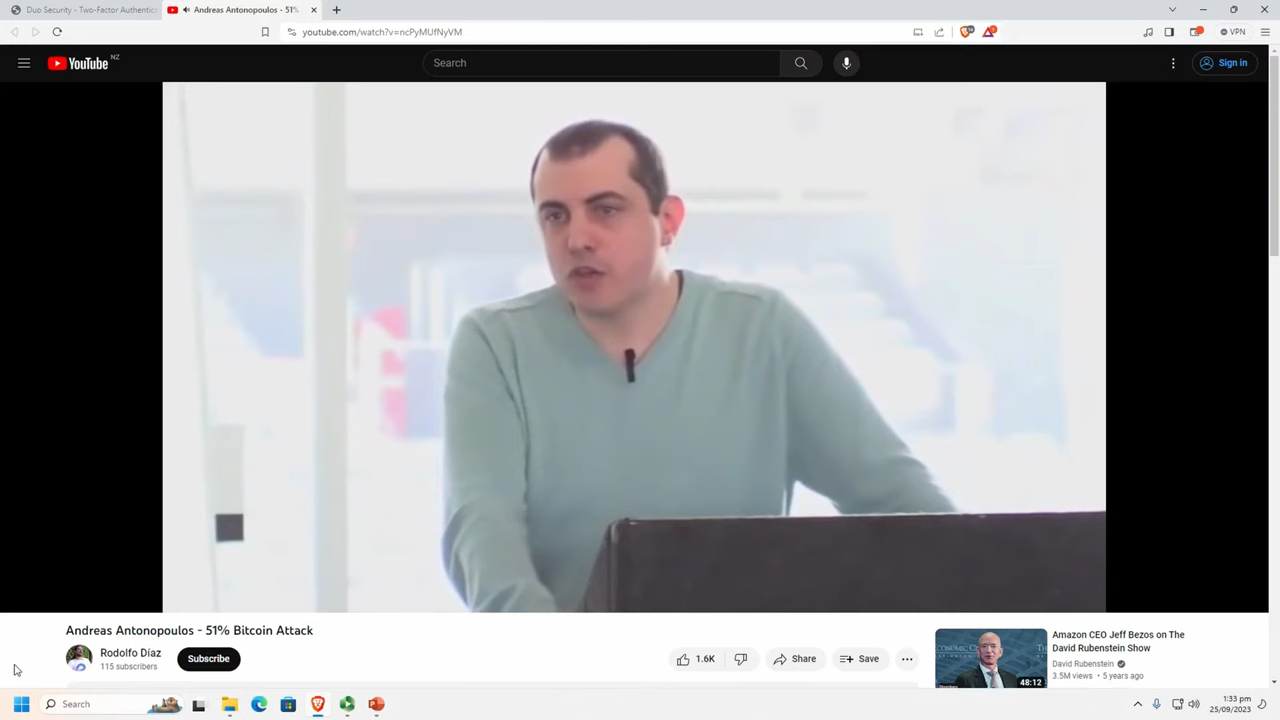 Duo Security - Two-Factor Authentic
Andreas Antonopoulos - 51%
youtube.com/watch?v=ncPyMUfNyVM
VPN
YouTube NZ
Search
Sign in
Andreas Antonopoulos - 51% Bitcoin Attack
Rodolfo Díaz
115 subscribers
Subscribe
1.6K
Share
Save
48:12
Amazon CEO Jeff Bezos on The
David Rubenstein Show
David Rubenstein
3.5M views • 5 years ago
Search
1:33 pm
25/09/2023